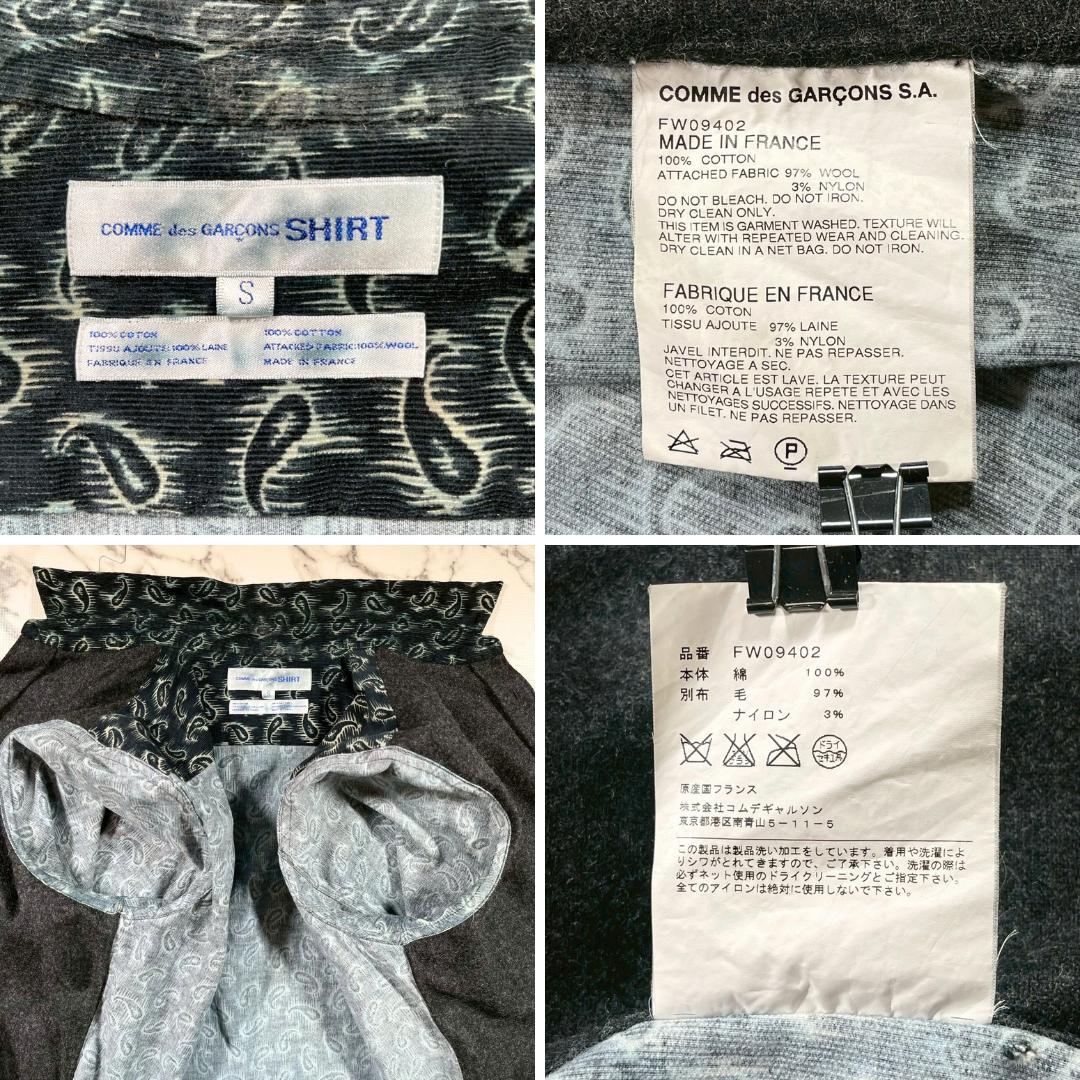 COMME des GARÇONS SHIRT
S
100% COTON
TISSU AJOUTE:100% LAINE
FABRIQUE EN FRANCE
100% COTTON
ATTACHED FABRIC:100% WOOL
MADE IN FRANCE
COMME des GARÇONS S.A.
FW09402
MADE IN FRANCE
100% COTTON
ATTACHED FABRIC 97% WOOL
3% NYLON
DO NOT BLEACH. DO NOT IRON.
DRY CLEAN ONLY.
THIS ITEM IS GARMENT WASHED. TEXTURE WILL
ALTER WITH REPEATED WEAR AND CLEANING.
DRY CLEAN IN A NET BAG. DO NOT IRON.
FABRIQUE EN FRANCE
100% COTON
TISSU AJOUTE 97% LAINE
3% NYLON
JAVEL INTERDIT. NE PAS REPASSER.
NETTOYAGE A SEC.
CET ARTICLE EST LAVE. LA TEXTURE PEUT
CHANGER A L'USAGE REPETE ET AVEC LES
NETTOYAGES SUCCESSIFS. NETTOYAGE DANS
UN FILET. NE PAS REPASSER.
P
COMME des GARÇONS SHIRT
品番 FW09402
本体 綿 100%
別布 毛 97%
ナイロン 3%
ドライ
セキユ系
原産国フランス
株式会社コムデギャルソン
東京都港区南青山5-11-5
この製品は製品洗い加工をしています。着用や洗濯によ
りシワがとれてきますので、ご了承下さい。洗濯の際は
必ずネット使用のドライクリーニングとご指定下さい。
全てのアイロンは絶対に使用しないで下さい。